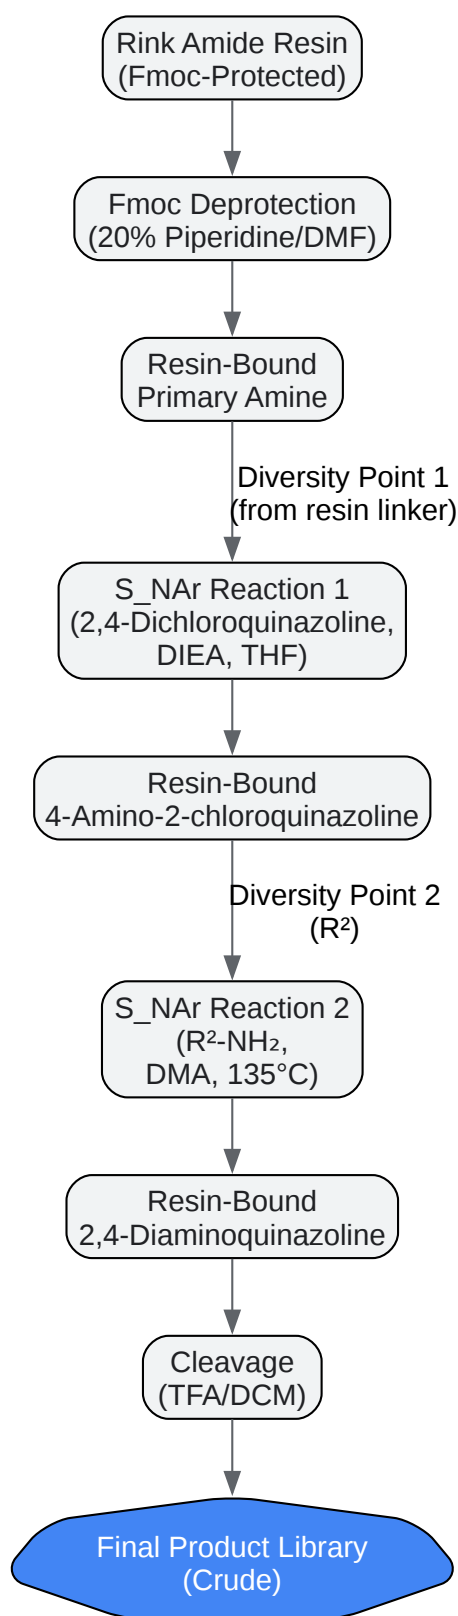 Rink Amide Resin
(Fmoc-Protected)
Fmoc Deprotection
(20% Piperidine/DMF)
Resin-Bound
Primary Amine
Diversity Point 1
(from resin linker)
S_NAr Reaction 1
(2,4-Dichloroquinazoline,
DIEA, THF)
Resin-Bound
4-Amino-2-chloroquinazoline
Diversity Point 2
(R²)
S_NAr Reaction 2
(R²-NH₂,
DMA, 135°C)
Resin-Bound
2,4-Diaminoquinazoline
Cleavage
(TFA/DCM)
Final Product Library
(Crude)